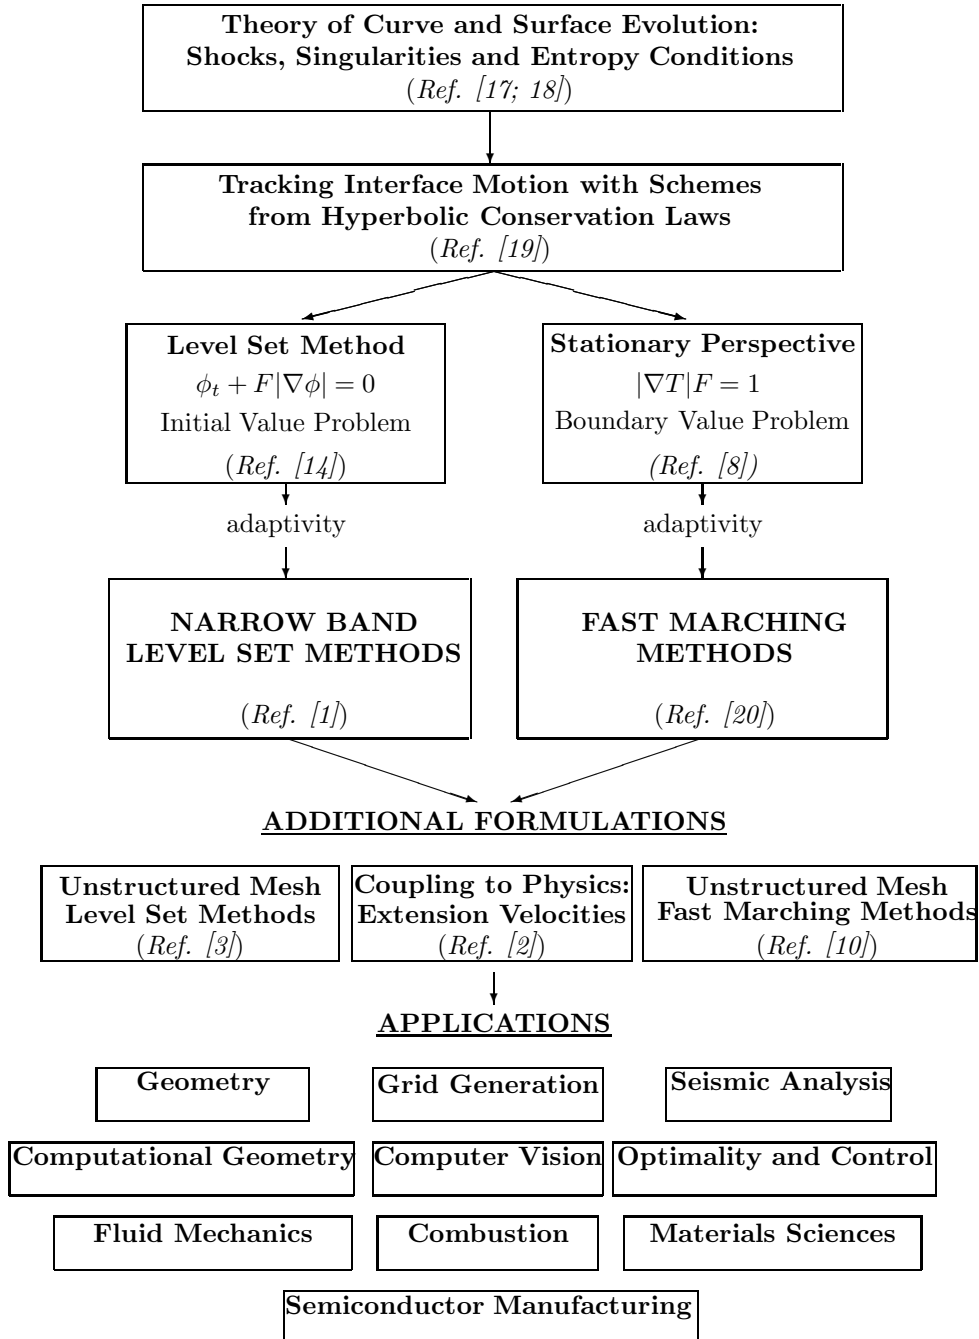 Theory of Curve and Surface Evolution:
Shocks, Singularities and Entropy Conditions
(Ref. [17; 18])
Tracking Interface Motion with Schemes
from Hyperbolic Conservation Laws
(Ref. [19])
Level Set Method
ϕₜ + F|∇ϕ| = 0
Initial Value Problem
(Ref. [14])
Stationary Perspective
|∇T|F = 1
Boundary Value Problem
(Ref. [8])
adaptivity
adaptivity
NARROW BAND
LEVEL SET METHODS
(Ref. [1])
FAST MARCHING
METHODS
(Ref. [20])
ADDITIONAL FORMULATIONS
Unstructured Mesh
Level Set Methods
(Ref. [3])
Coupling to Physics:
Extension Velocities
(Ref. [2])
Unstructured Mesh
Fast Marching Methods
(Ref. [10])
APPLICATIONS
Geometry
Grid Generation
Seismic Analysis
Computational Geometry
Computer Vision
Optimality and Control
Fluid Mechanics
Combustion
Materials Sciences
Semiconductor Manufacturing